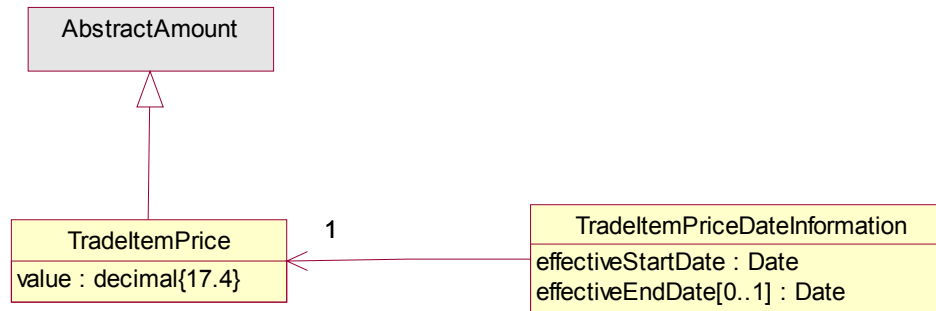 AbstractAmount
1
TradeItemPrice
value : decimal{17.4}
TradeItemPriceDateInformation
effectiveStartDate : Date
effectiveEndDate[0..1] : Date